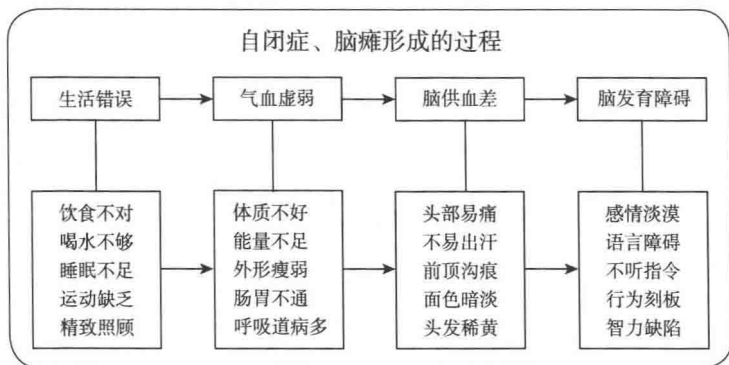 自闭症、脑瘫形成的过程
生活错误
气血虚弱
脑供血差
脑发育障碍
饮食不对
喝水不够
睡眠不足
运动缺乏
精致照顾
体质不好
能量不足
外形瘦弱
肠胃不通
呼吸道病多
头部易痛
不易出汗
前顶沟痕
面色暗淡
头发稀黄
感情淡漠
语言障碍
不听指令
行为刻板
智力缺陷